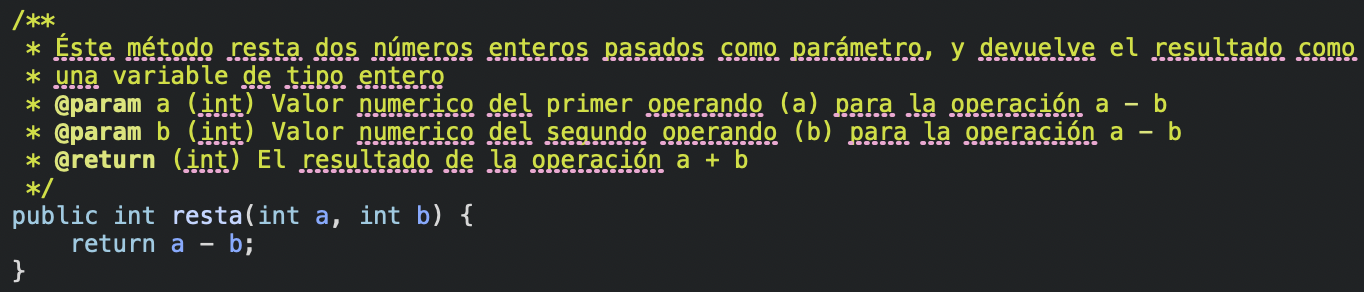 /**
 * Éste método resta dos números enteros pasados como parámetro, y devuelve el resultado como
 * una variable de tipo entero
 * @param a (int) Valor numerico del primer operando (a) para la operación a - b
 * @param b (int) Valor numerico del segundo operando (b) para la operación a - b
 * @return (int) El resultado de la operación a + b
 */
public int resta(int a, int b) {
    return a - b;
}